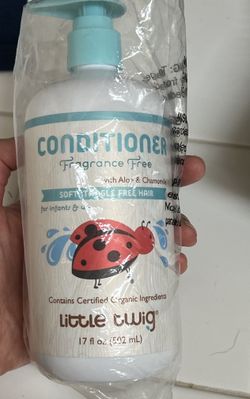 CONDITIONER
Fragrance Free
with Aloe & Chamomile
SOFT, TANGLE FREE HAIR
for infants &
Contains Certified Organic Ingredients
little twig®
17 fl oz (502 mL)